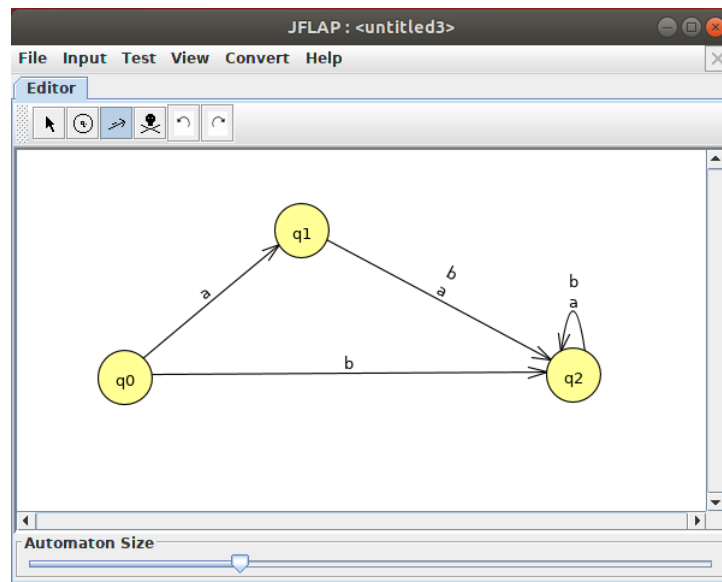 JFLAP : <untitled3>
File Input Test View Convert Help
Editor
q1
a
b
a
b
a
b
q0
q2
Automaton Size